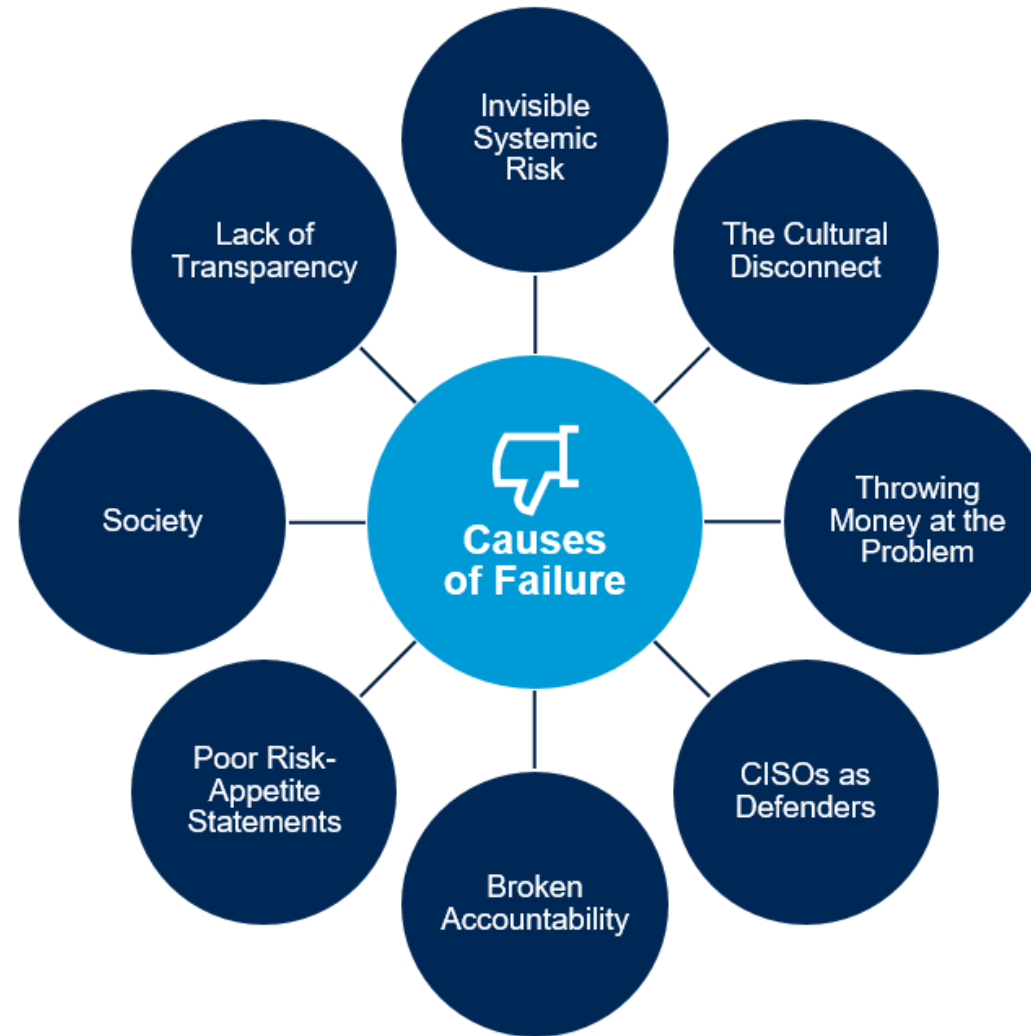 Invisible
Systemic
Risk
Lack of
Transparency
The Cultural
Disconnect
Society
Causes
of Failure
Throwing
Money at the
Problem
Poor Risk-
Appetite
Statements
CISOs as
Defenders
Broken
Accountability